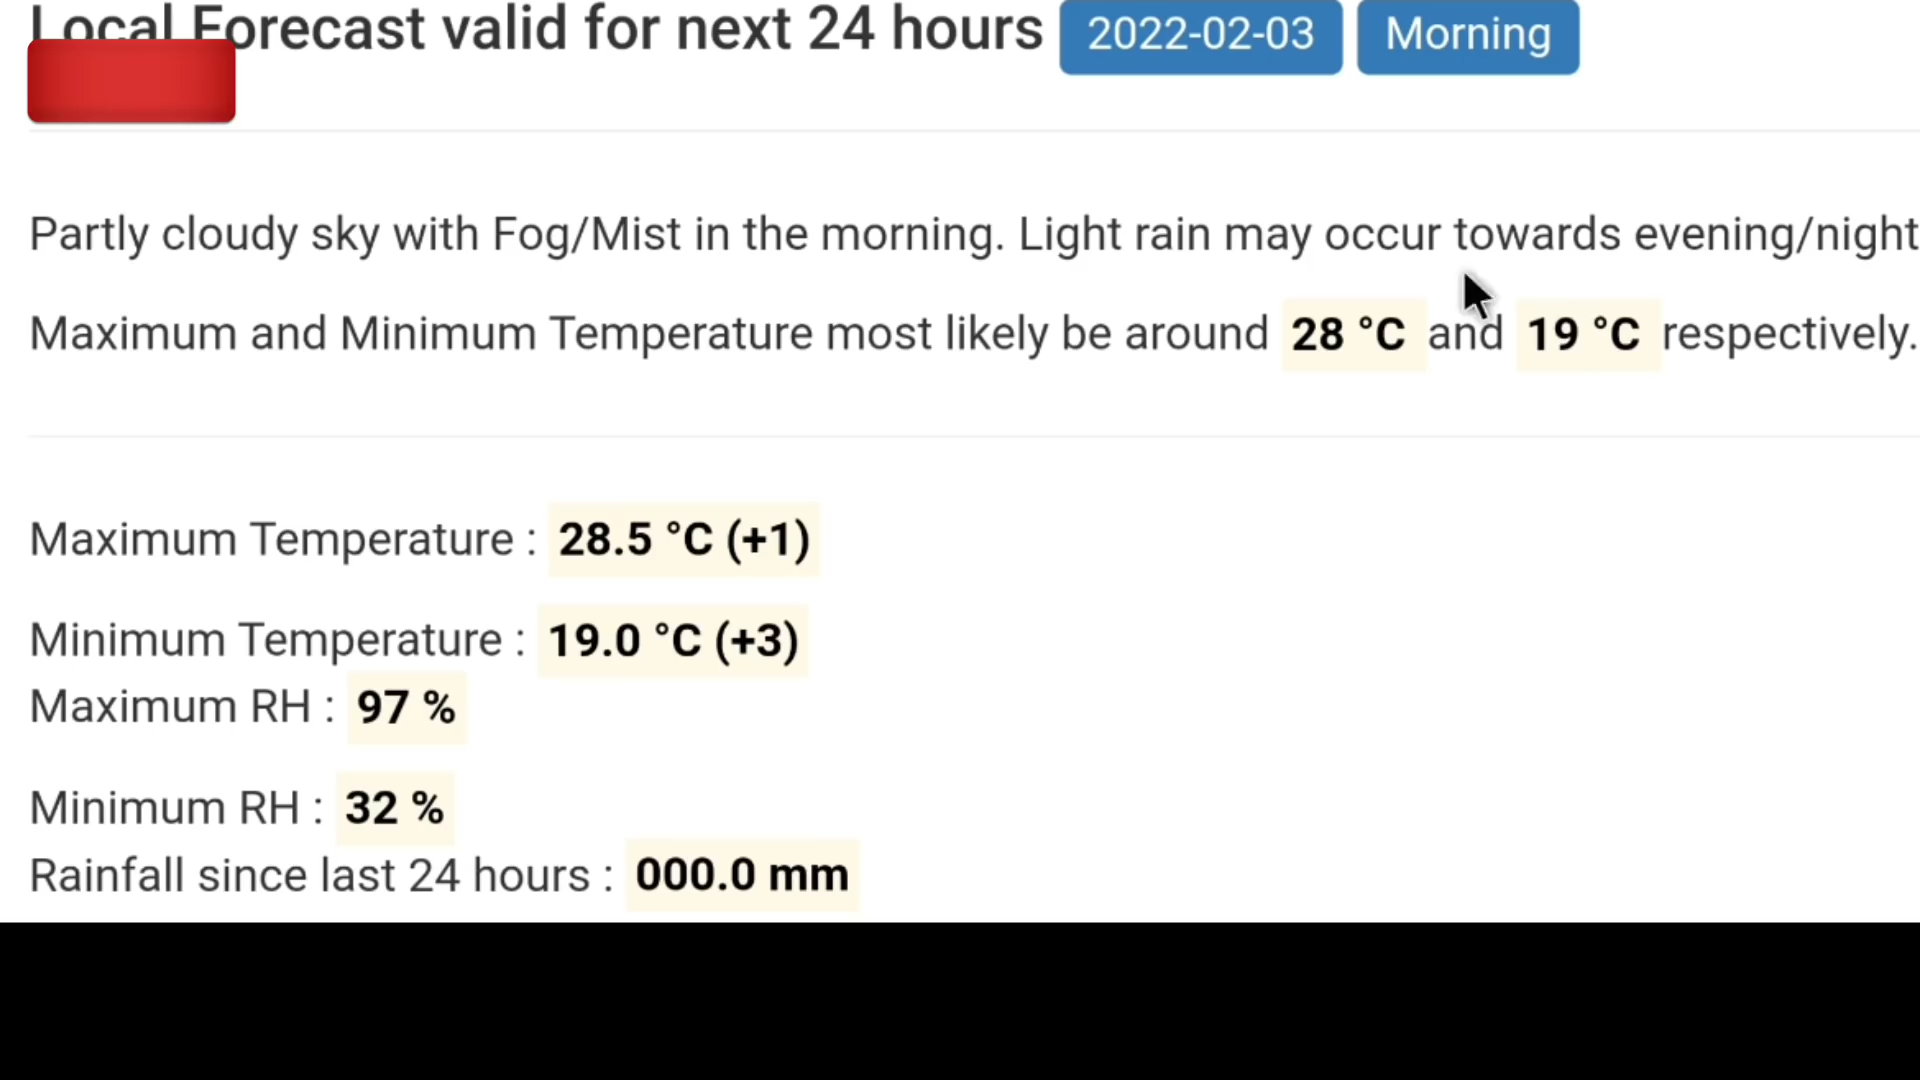 Local Forecast valid for next 24 hours 2022-02-03 Morning
Partly cloudy sky with Fog/Mist in the morning. Light rain may occur towards evening/night
Maximum and Minimum Temperature most likely be around 28 °C and 19 °C respectively.
Maximum Temperature : 28.5 °C (+1)
Minimum Temperature : 19.0 °C (+3)
Maximum RH : 97 %
Minimum RH : 32 %
Rainfall since last 24 hours : 000.0 mm